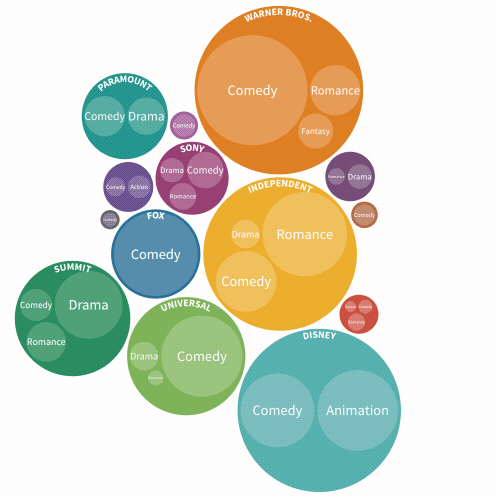 WARNER BROS.
Comedy
Romance
Fantasy
PARAMOUNT
Comedy
Drama
Comedy
SONY
Drama
Comedy
Romance
Comedy
Action
Romance
Drama
Comedy
INDEPENDENT
Drama
Romance
Comedy
FOX
Comedy
SUMMIT
Comedy
Drama
Romance
UNIVERSAL
Drama
Comedy
DISNEY
Comedy
Animation